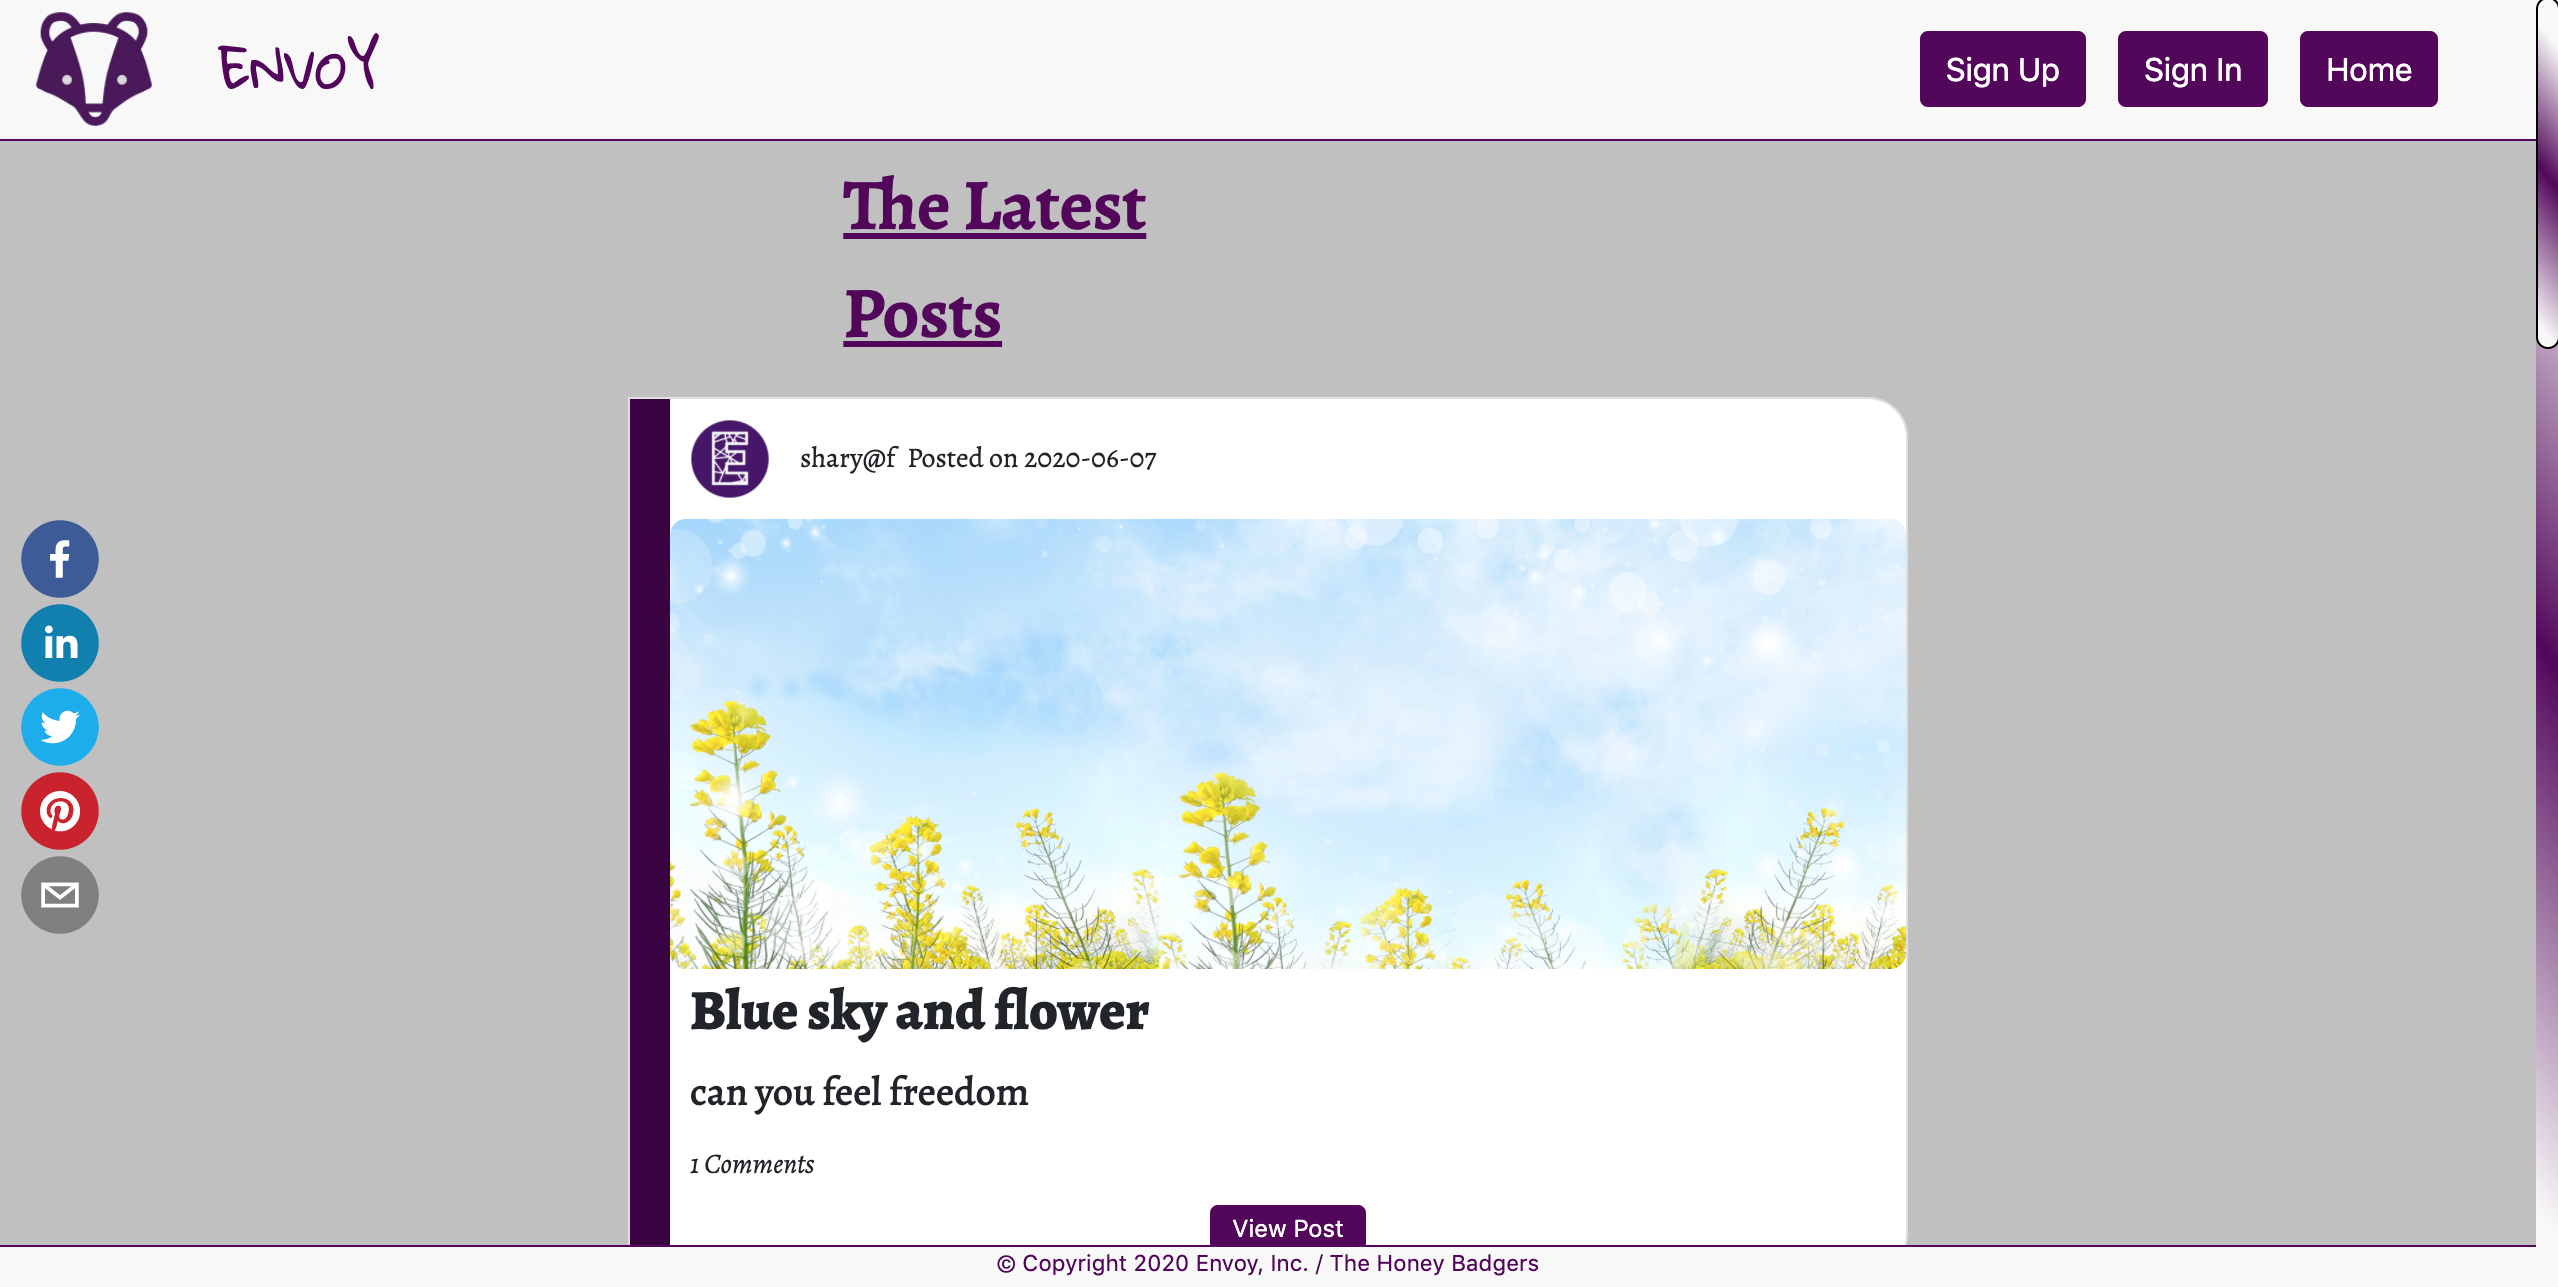 ENVOY
Sign Up
Sign In
Home
The Latest
Posts
E
shary@f Posted on 2020-06-07
f
in
Blue sky and flower
can you feel freedom
1 Comments
View Post
© Copyright 2020 Envoy, Inc. / The Honey Badgers